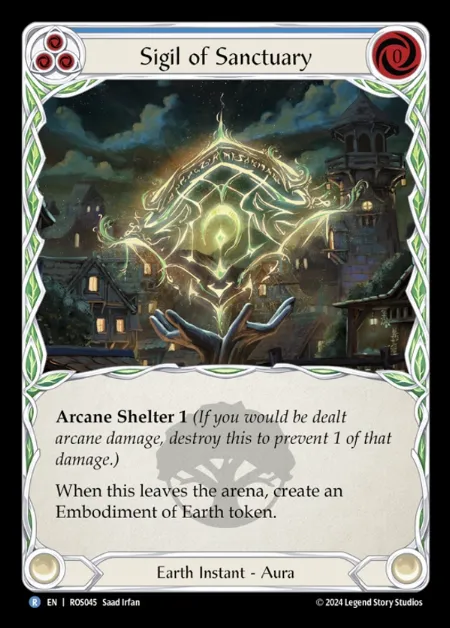 Sigil of Sanctuary
0
Arcane Shelter 1 (If you would be dealt
arcane damage, destroy this to prevent 1 of that
damage.)
When this leaves the arena, create an
Embodiment of Earth token.
Earth Instant - Aura
R EN | ROS045 Saad Irfan
© 2024 Legend Story Studios